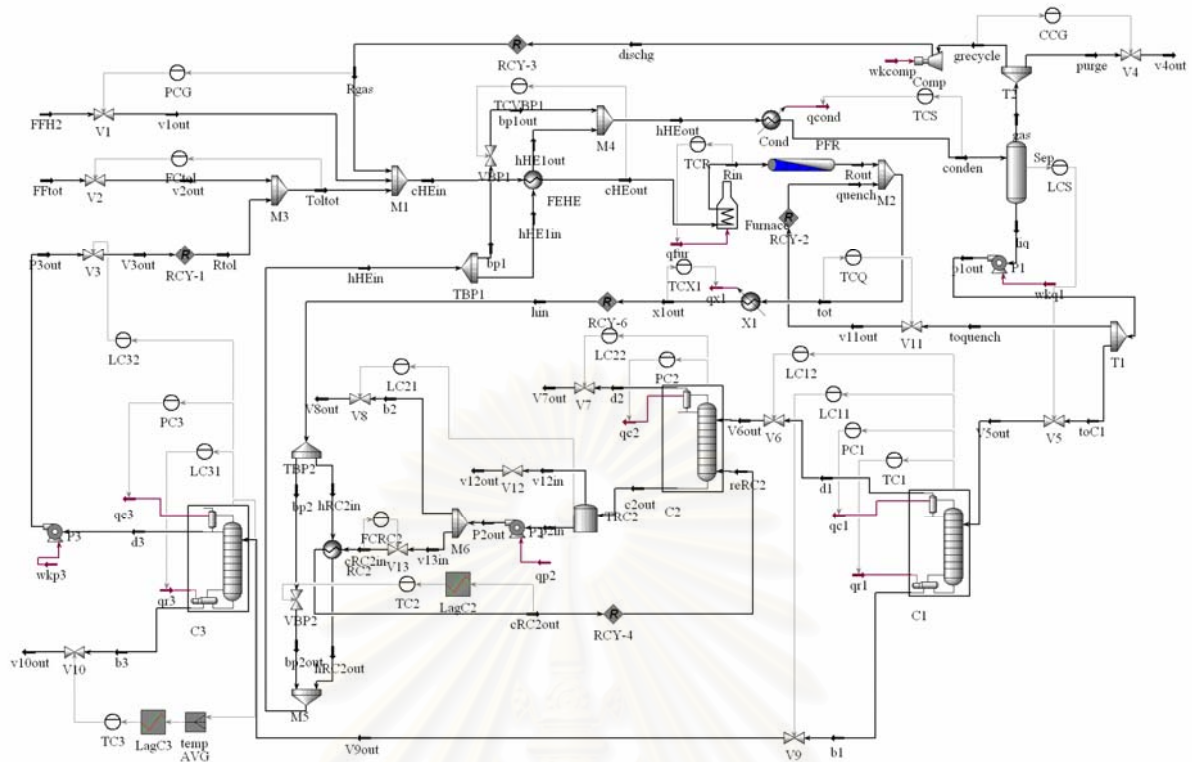 CCG
dischg
grecycle
RCY-3
purge
V4
v4out
wkcomp
Comp
T2
PCG
Rgas
TCVBP1
bp1out
FFH2
V1
v1out
qcond
TCS
gas
M4
hHEout
Cond
PFR
FCtol
hHE1out
VBP1
TCR
Rin
Rout
conden
Sep
LCS
FFtot
V2
v2out
Toltot
M1
cHEin
FEHE
cHEout
quench
M2
M3
Furnace
RCY-2
liq
P3out
V3
V3out
RCY-1
Rtol
hHE1in
bp1
qfur
p1out
P1
hHEin
TBP1
TCX1
qx1
TCQ
wkq1
lun
RCY-6
x1out
X1
tot
v11out
V11
toquench
T1
LC32
LC22
LC12
LC21
PC2
LC11
V8out
V8
b2
V7out
V7
d2
PC3
qc2
V6out
V6
PC1
V5out
V5
toC1
LC31
TC1
TBP2
v12out
V12
v12in
reRC2
d1
bp2
hRC2in
c2out
C2
qc3
FCRC2
TRC2
qc1
P3
d3
M6
P2out
P2in
cRC2in
V13
v13in
RC2
wkp3
qp2
qr3
TC2
LagC2
qr1
C3
VBP2
cRC2out
RCY-4
C1
v10out
V10
b3
bp2out
hRC2out
M5
TC3
LagC3
temp
AVG
V9out
V9
b1